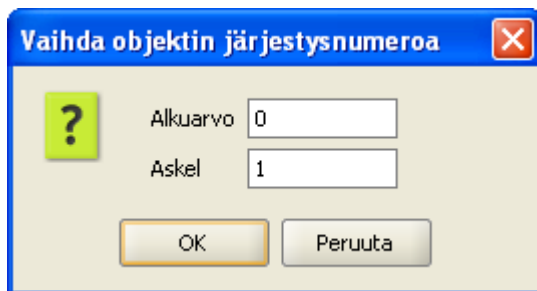 Vaihda objektin järjestysnumeroa
?
Alkuarvo 0
Askel 1
OK Peruuta